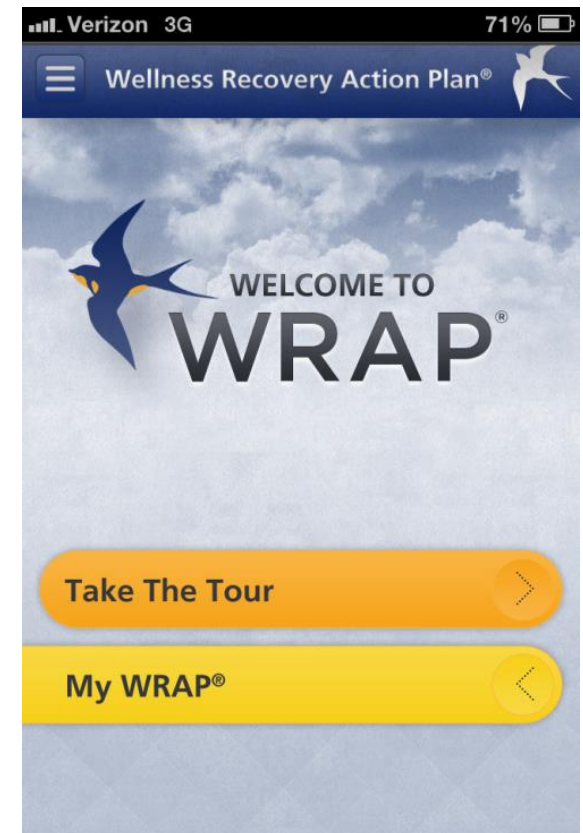 Verizon 3G 71%
Wellness Recovery Action Plan®
WELCOME TO
WRAP®
Take The Tour
My WRAP®